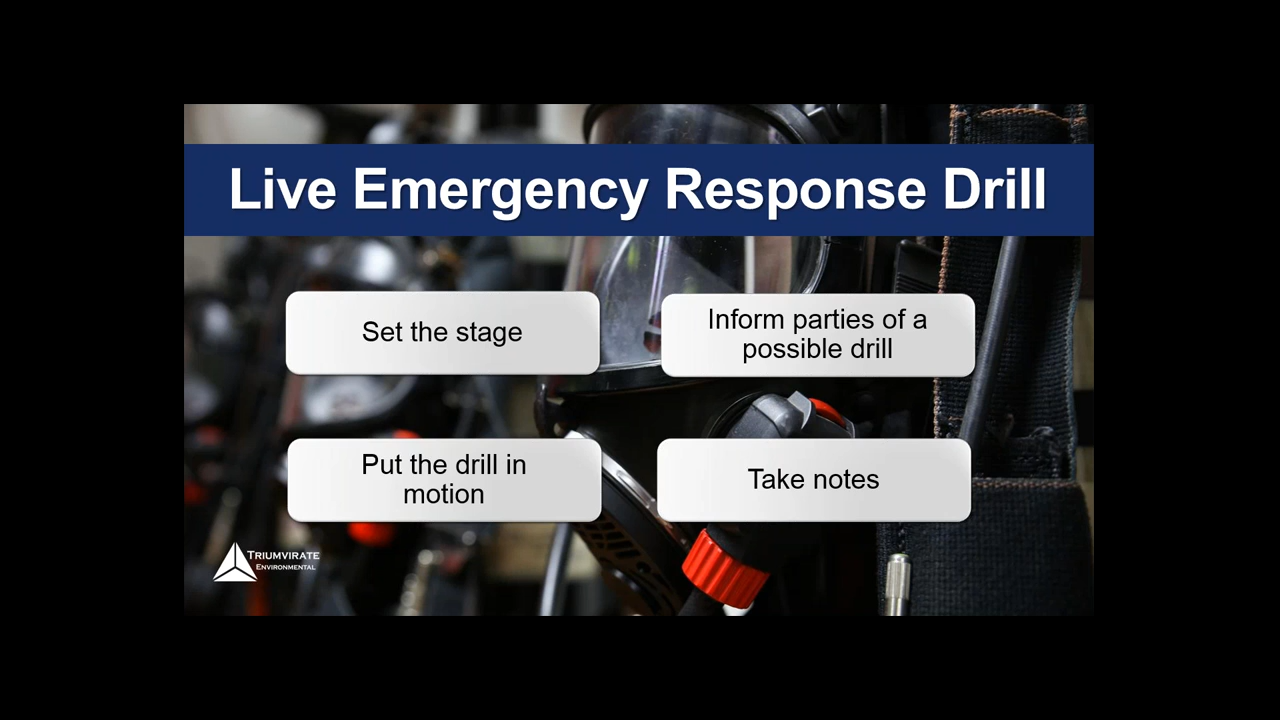 Live Emergency Response Drill
Set the stage
Inform parties of a
possible drill
Put the drill in
motion
Take notes
TRIUMVIRATE
ENVIRONMENTAL